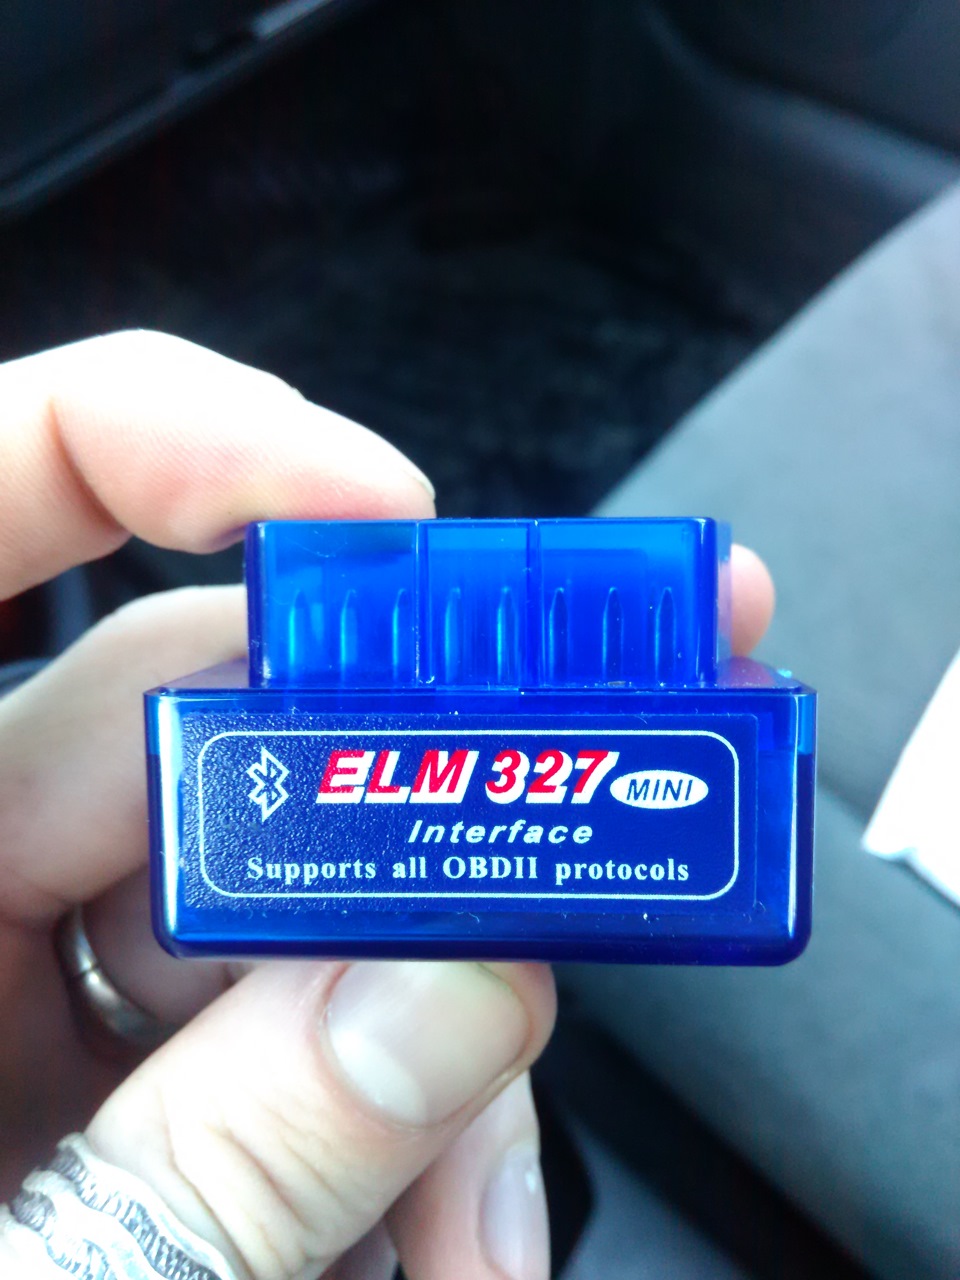 ELM 327 MINI
Interface
Supports all OBDII protocols